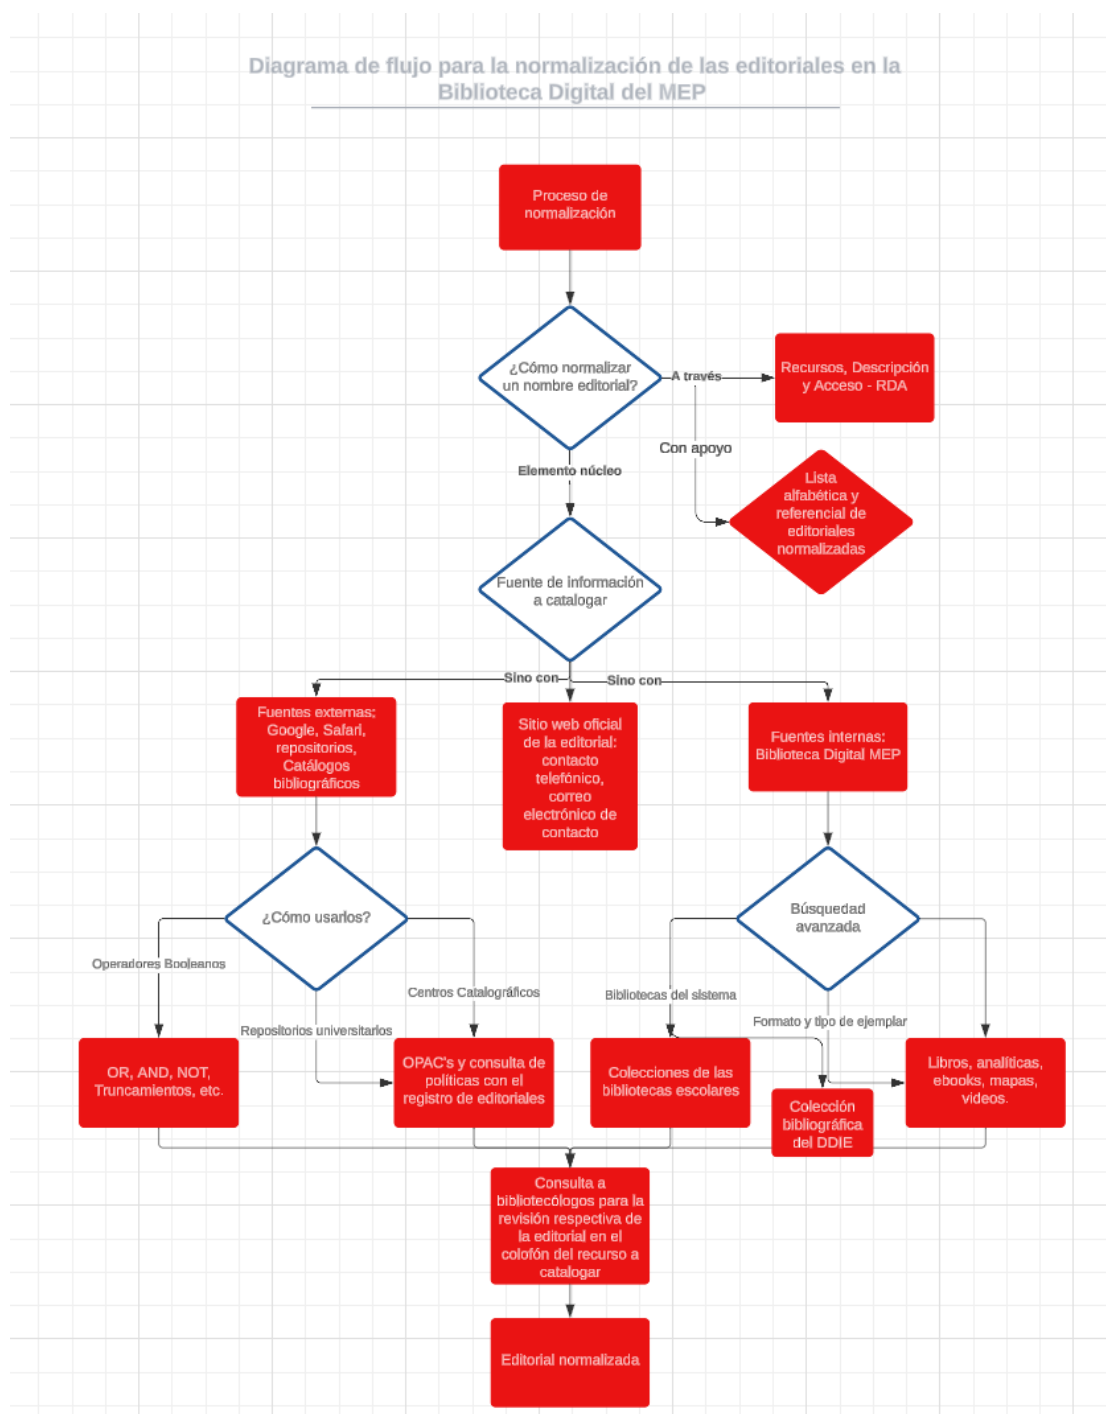 Diagrama de flujo para la normalización de las editoriales en la
Biblioteca Digital del MEP
Proceso de
normalización
¿Cómo normalizar
un nombre editorial?
A través
Recursos, Descripción
y Acceso - RDA
Con apoyo
Lista
alfabética y
referencial de
editoriales
normalizadas
Elemento núcleo
Fuente de información
a catalogar
Sino con
Sino con
Fuentes externas;
Google, Safari,
repositorios,
Catálogos
bibliográficos
Sitio web oficial
de la editorial:
contacto
telefónico,
correo
electrónico de
contacto
Fuentes internas:
Biblioteca Digital MEP
¿Cómo usarlos?
Búsquedad
avanzada
Operadores Booleanos
Centros Catalográficos
Repositorios universitarios
Bibliotecas del sistema
Formato y tipo de ejemplar
OR, AND, NOT,
Truncamientos, etc.
OPAC's y consulta de
políticas con el
registro de editoriales
Colecciones de las
bibliotecas escolares
Colección
bibliográfica
del DDIE
Libros, analíticas,
ebooks, mapas,
videos.
Consulta a
bibliotecólogos para la
revisión respectiva de
la editorial en el
colofón del recurso a
catalogar
Editorial normalizada